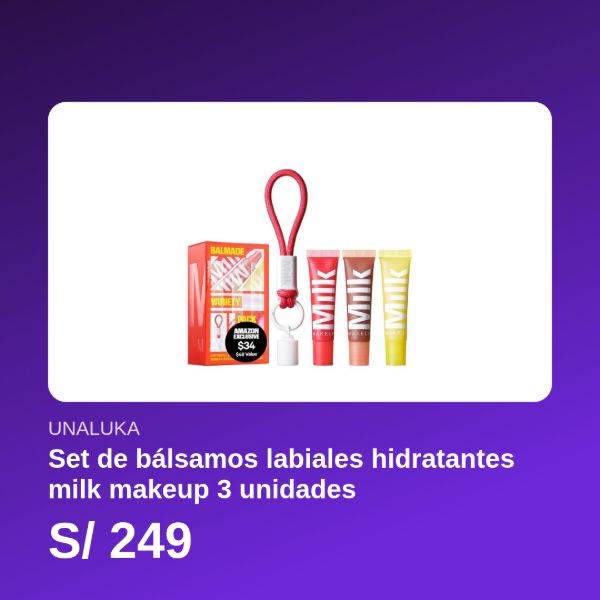 BALMADE
VARIETY
PACK
AMAZON
EXCLUSIVE
$34
$48 Value
Milk
Milk
Milk
UNALUKA
Set de bálsamos labiales hidratantes
milk makeup 3 unidades
S/ 249